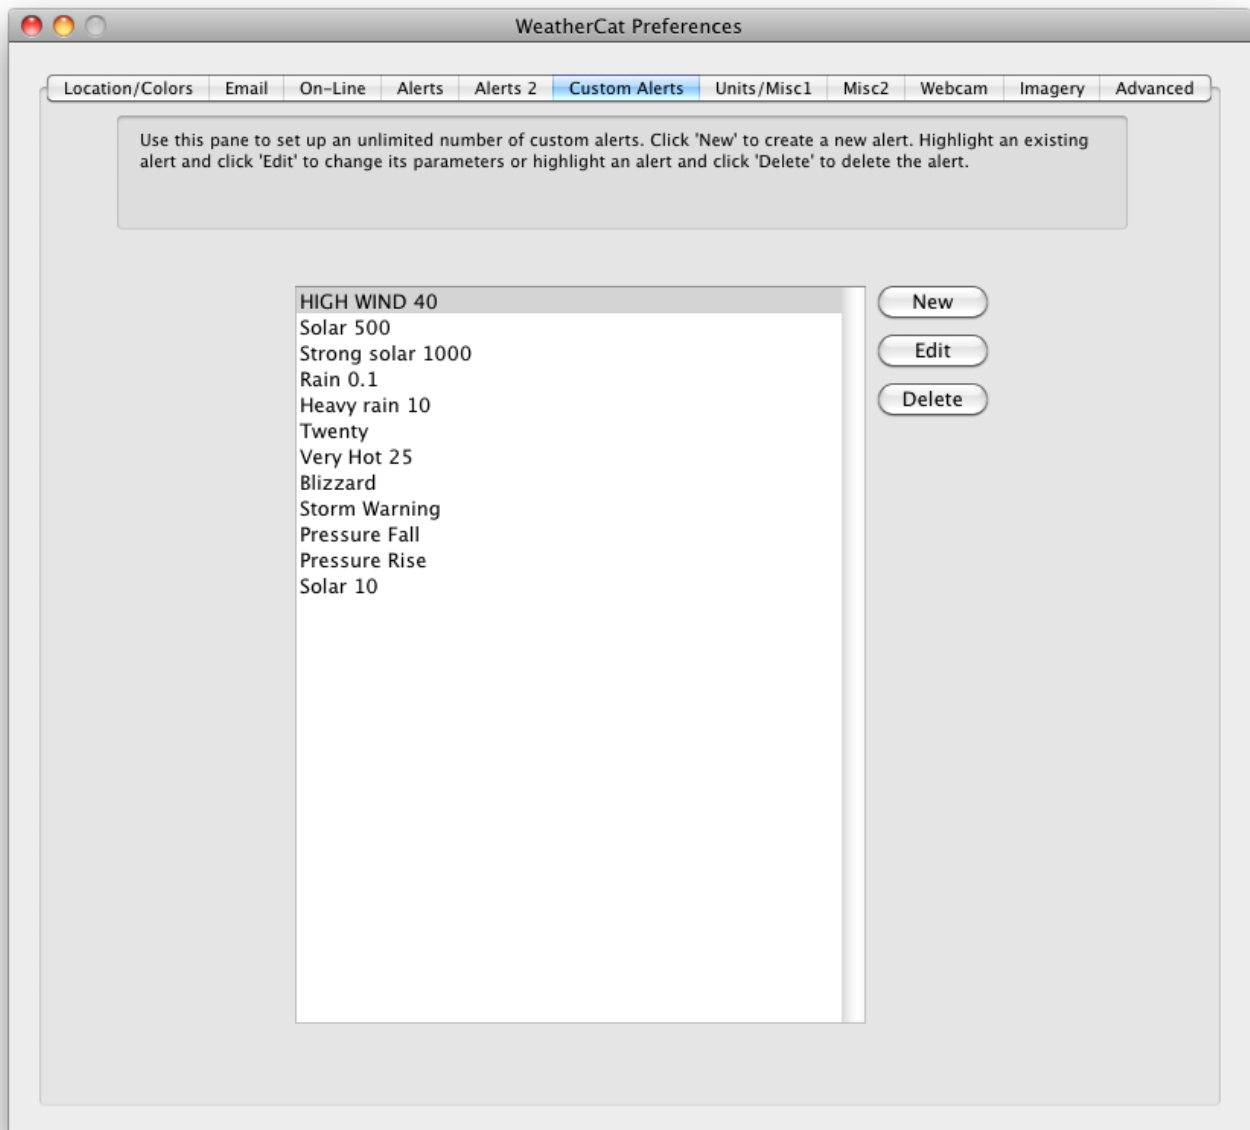 WeatherCat Preferences
Location/Colors Email On-Line Alerts Alerts 2 Custom Alerts Units/Misc1 Misc2 Webcam Imagery Advanced
Use this pane to set up an unlimited number of custom alerts. Click 'New' to create a new alert. Highlight an existing
alert and click 'Edit' to change its parameters or highlight an alert and click 'Delete' to delete the alert.
HIGH WIND 40
Solar 500
Strong solar 1000
Rain 0.1
Heavy rain 10
Twenty
Very Hot 25
Blizzard
Storm Warning
Pressure Fall
Pressure Rise
Solar 10
New
Edit
Delete